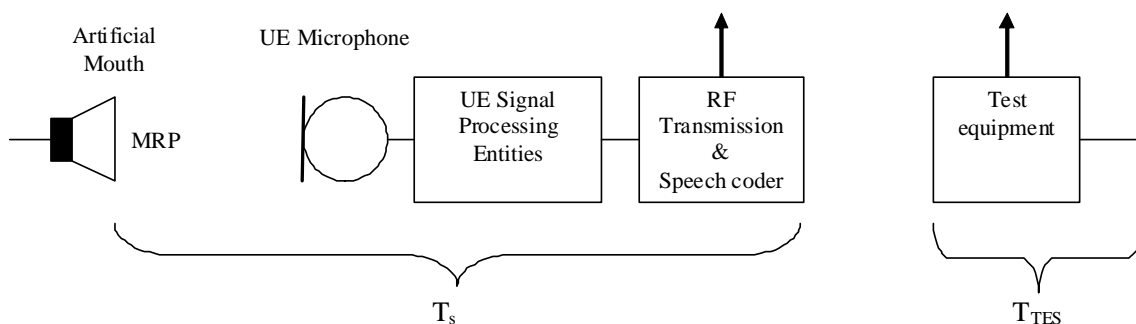 Artificial
Mouth
MRP
UE Microphone
UE Signal
Processing
Entities
RF
Transmission
&
Speech coder
Test
equipment
Ts
TTES